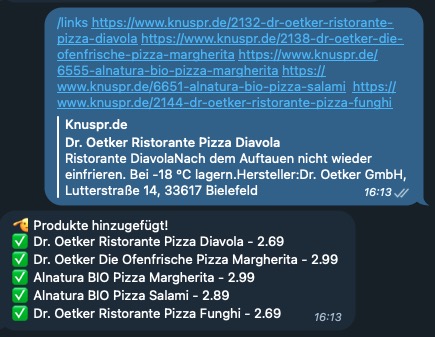 /links https://www.knuspr.de/2132-dr-oetker-ristorante-
pizza-diavola https://www.knuspr.de/2138-dr-oetker-die-
ofenfrische-pizza-margherita https://www.knuspr.de/
6555-alnatura-bio-pizza-margherita https://
www.knuspr.de/6651-alnatura-bio-pizza-salami https://
www.knuspr.de/2144-dr-oetker-ristorante-pizza-funghi
Knuspr.de
Dr. Oetker Ristorante Pizza Diavola
Ristorante DiavolaNach dem Auftauen nicht wieder
einfrieren. Bei -18 °C lagern.Hersteller:Dr. Oetker GmbH,
Lutterstraße 14, 33617 Bielefeld
16:13
Produkte hinzugefügt!
Dr. Oetker Ristorante Pizza Diavola - 2.69
Dr. Oetker Die Ofenfrische Pizza Margherita - 2.99
Alnatura BIO Pizza Margherita - 2.99
Alnatura BIO Pizza Salami - 2.89
Dr. Oetker Ristorante Pizza Funghi - 2.69
16:13